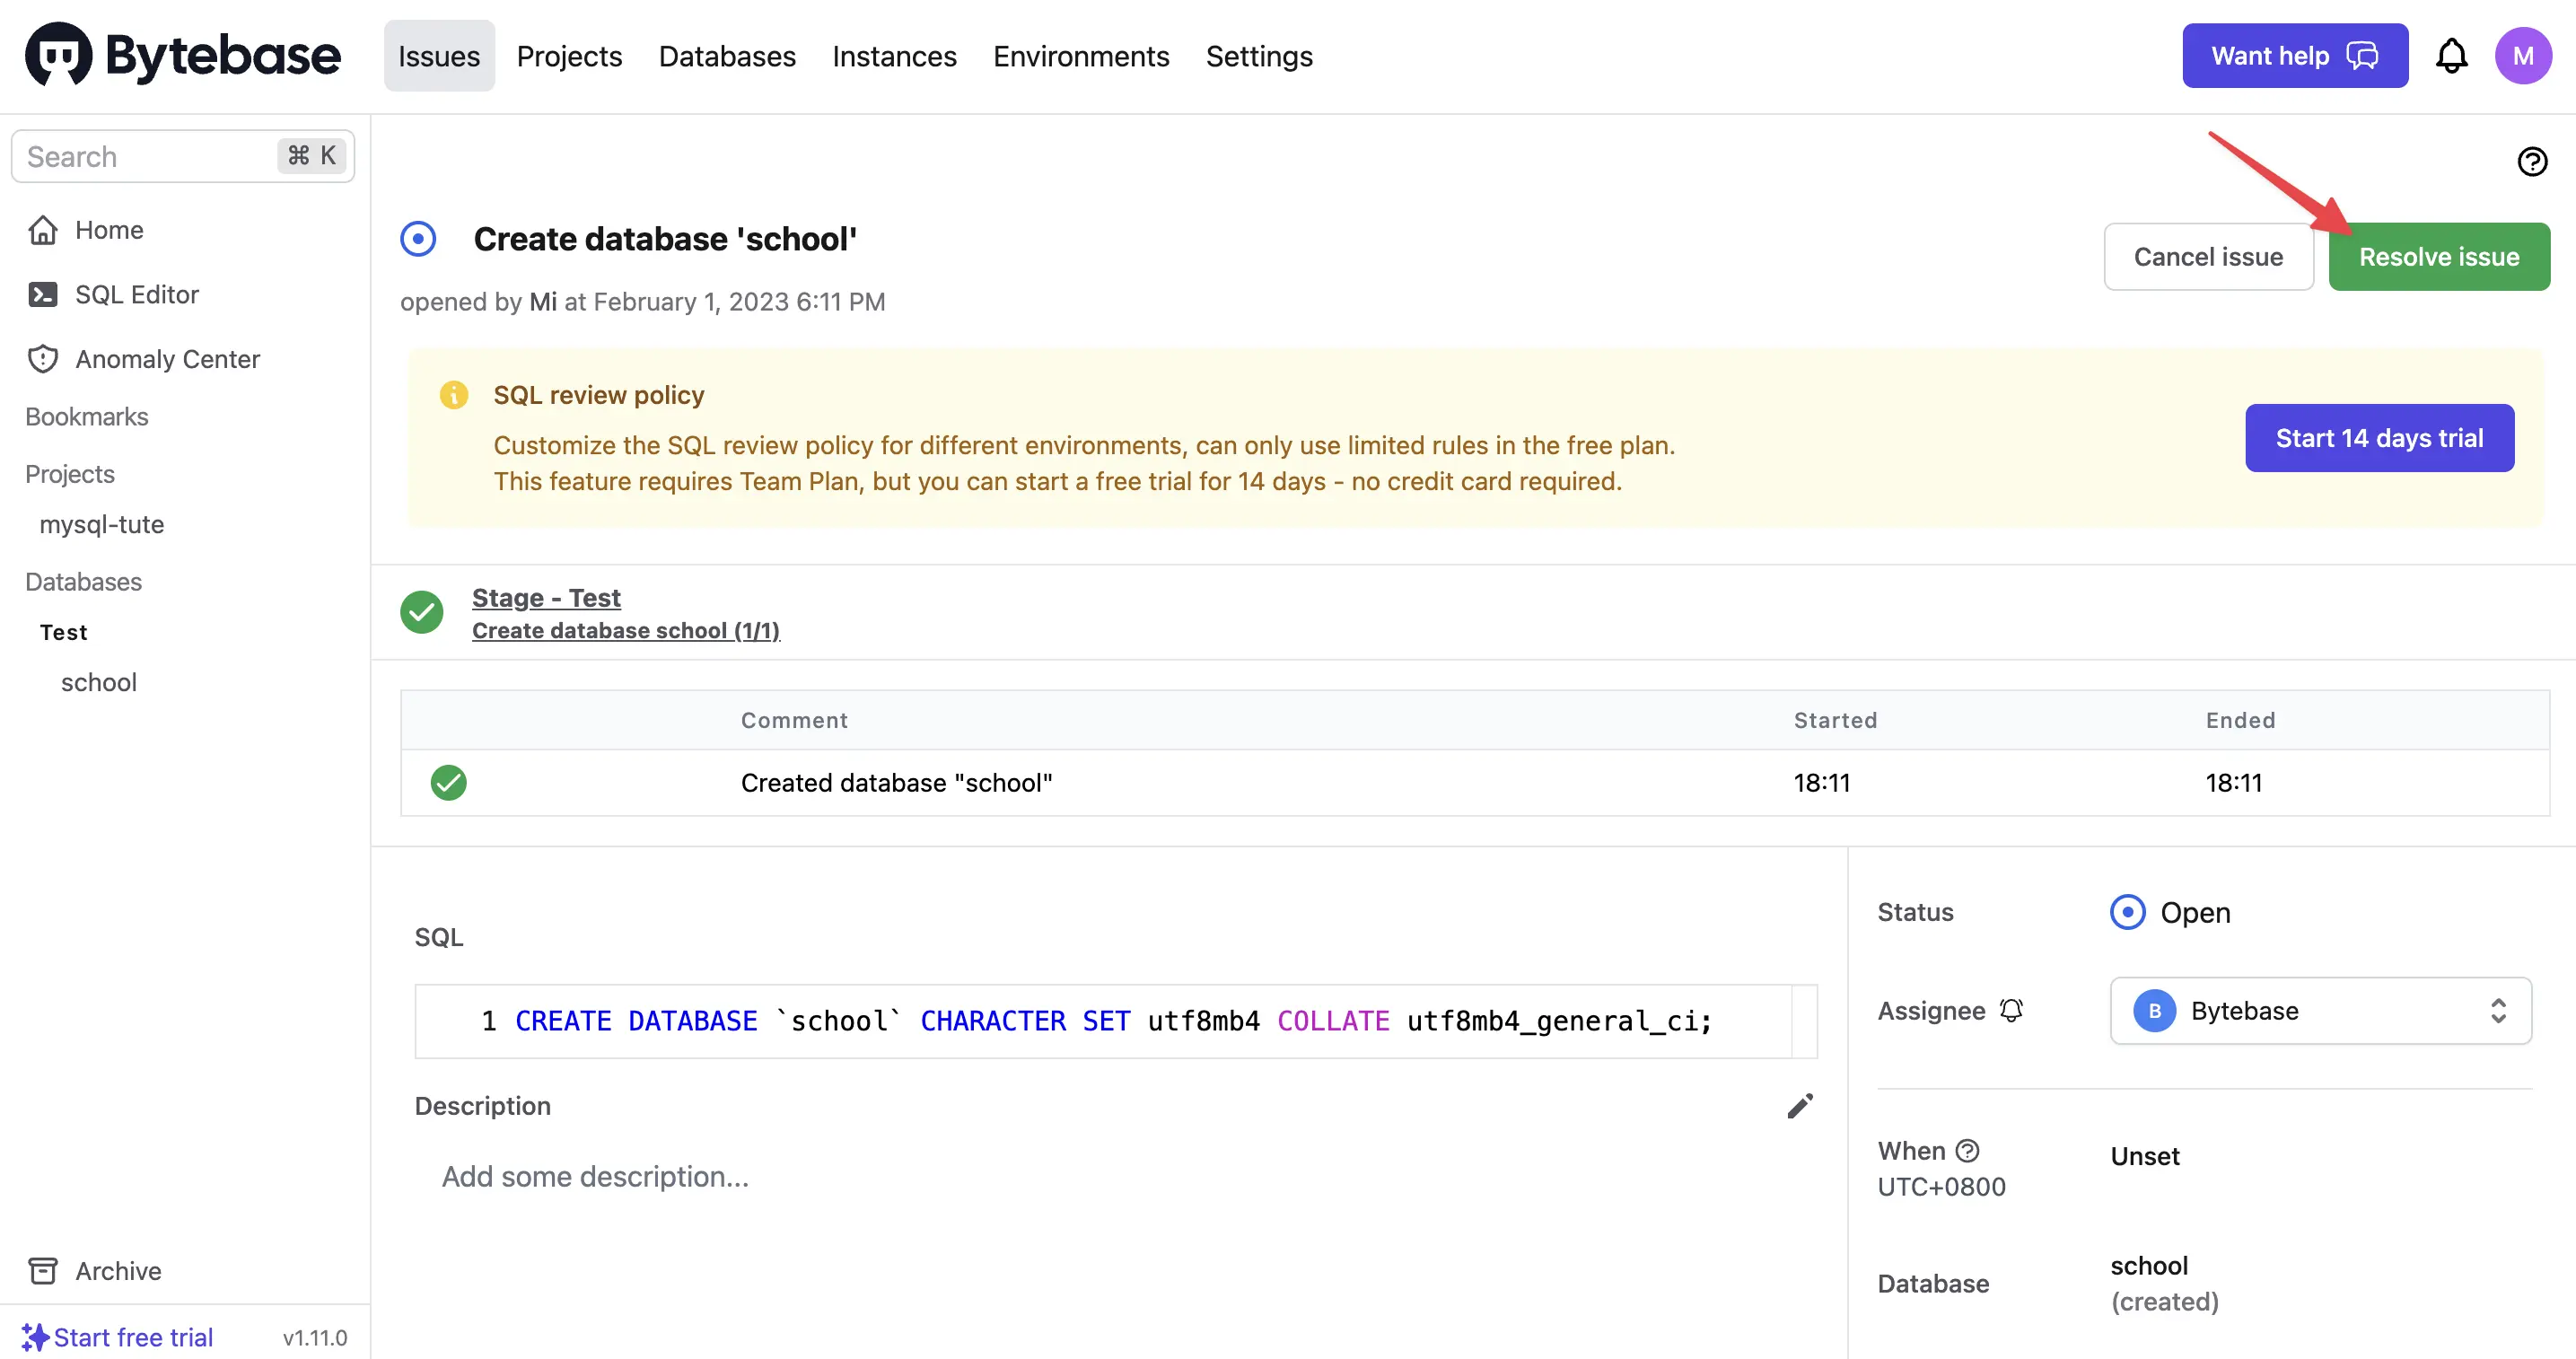 Bytebase
Issues Projects Databases Instances Environments Settings
Want help
M
Search ⌘ K
Home
SQL Editor
Anomaly Center
Bookmarks
Projects
mysql-tute
Databases
Test
school
Archive
Start free trial v1.11.0
Create database 'school'
opened by Mi at February 1, 2023 6:11 PM
Cancel issue
Resolve issue
SQL review policy
Customize the SQL review policy for different environments, can only use limited rules in the free plan.
This feature requires Team Plan, but you can start a free trial for 14 days - no credit card required.
Start 14 days trial
Stage - Test
Create database school (1/1)
Comment Started Ended
Created database "school" 18:11 18:11
SQL
1 CREATE DATABASE `school` CHARACTER SET utf8mb4 COLLATE utf8mb4_general_ci;
Description
Add some description...
Status Open
Assignee B Bytebase
When Unset
UTC+0800
Database school
(created)